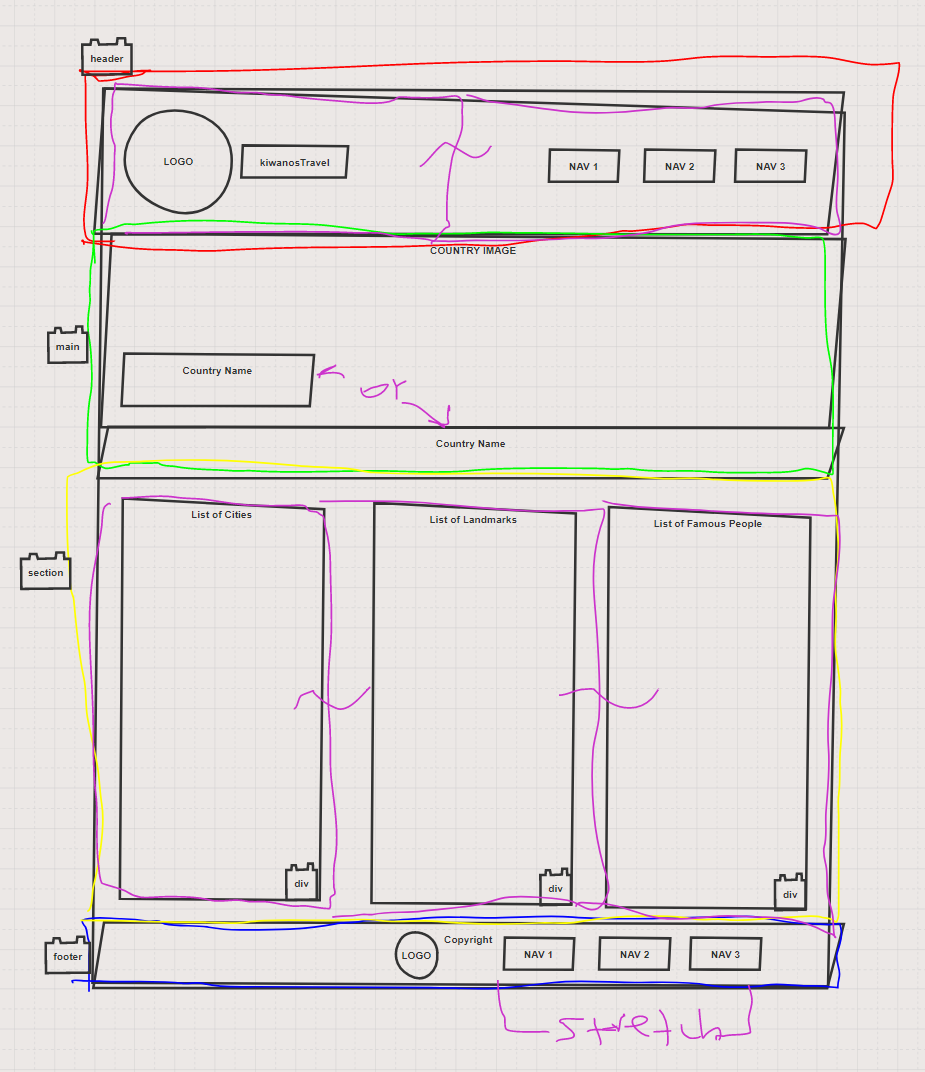 header
LOGO
kiwanosTravel
NAV 1
NAV 2
NAV 3
COUNTRY IMAGE
main
Country Name
or
Country Name
section
List of Cities
List of Landmarks
List of Famous People
div
div
div
footer
LOGO
Copyright
NAV 1
NAV 2
NAV 3